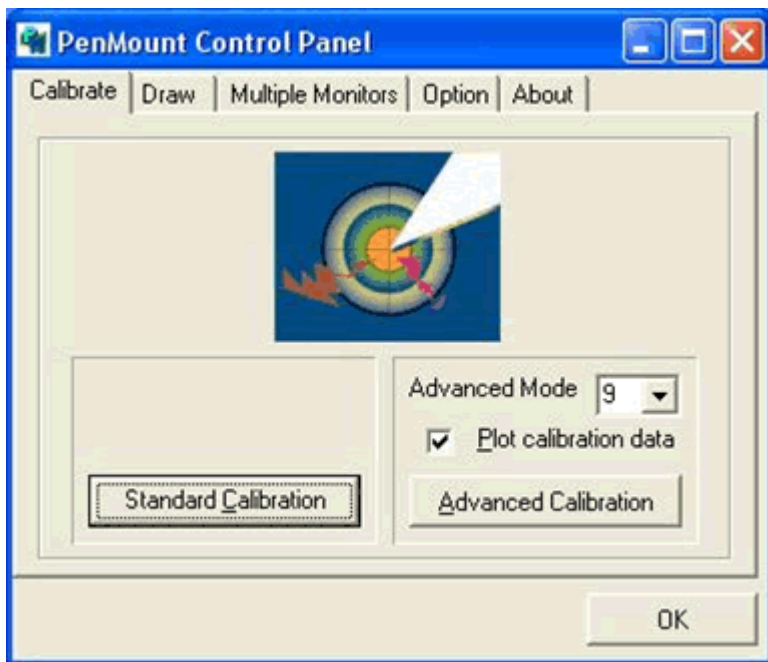 PenMount Control Panel
Calibrate Draw Multiple Monitors Option About
Advanced Mode 9
Plot calibration data
Standard Calibration Advanced Calibration
OK